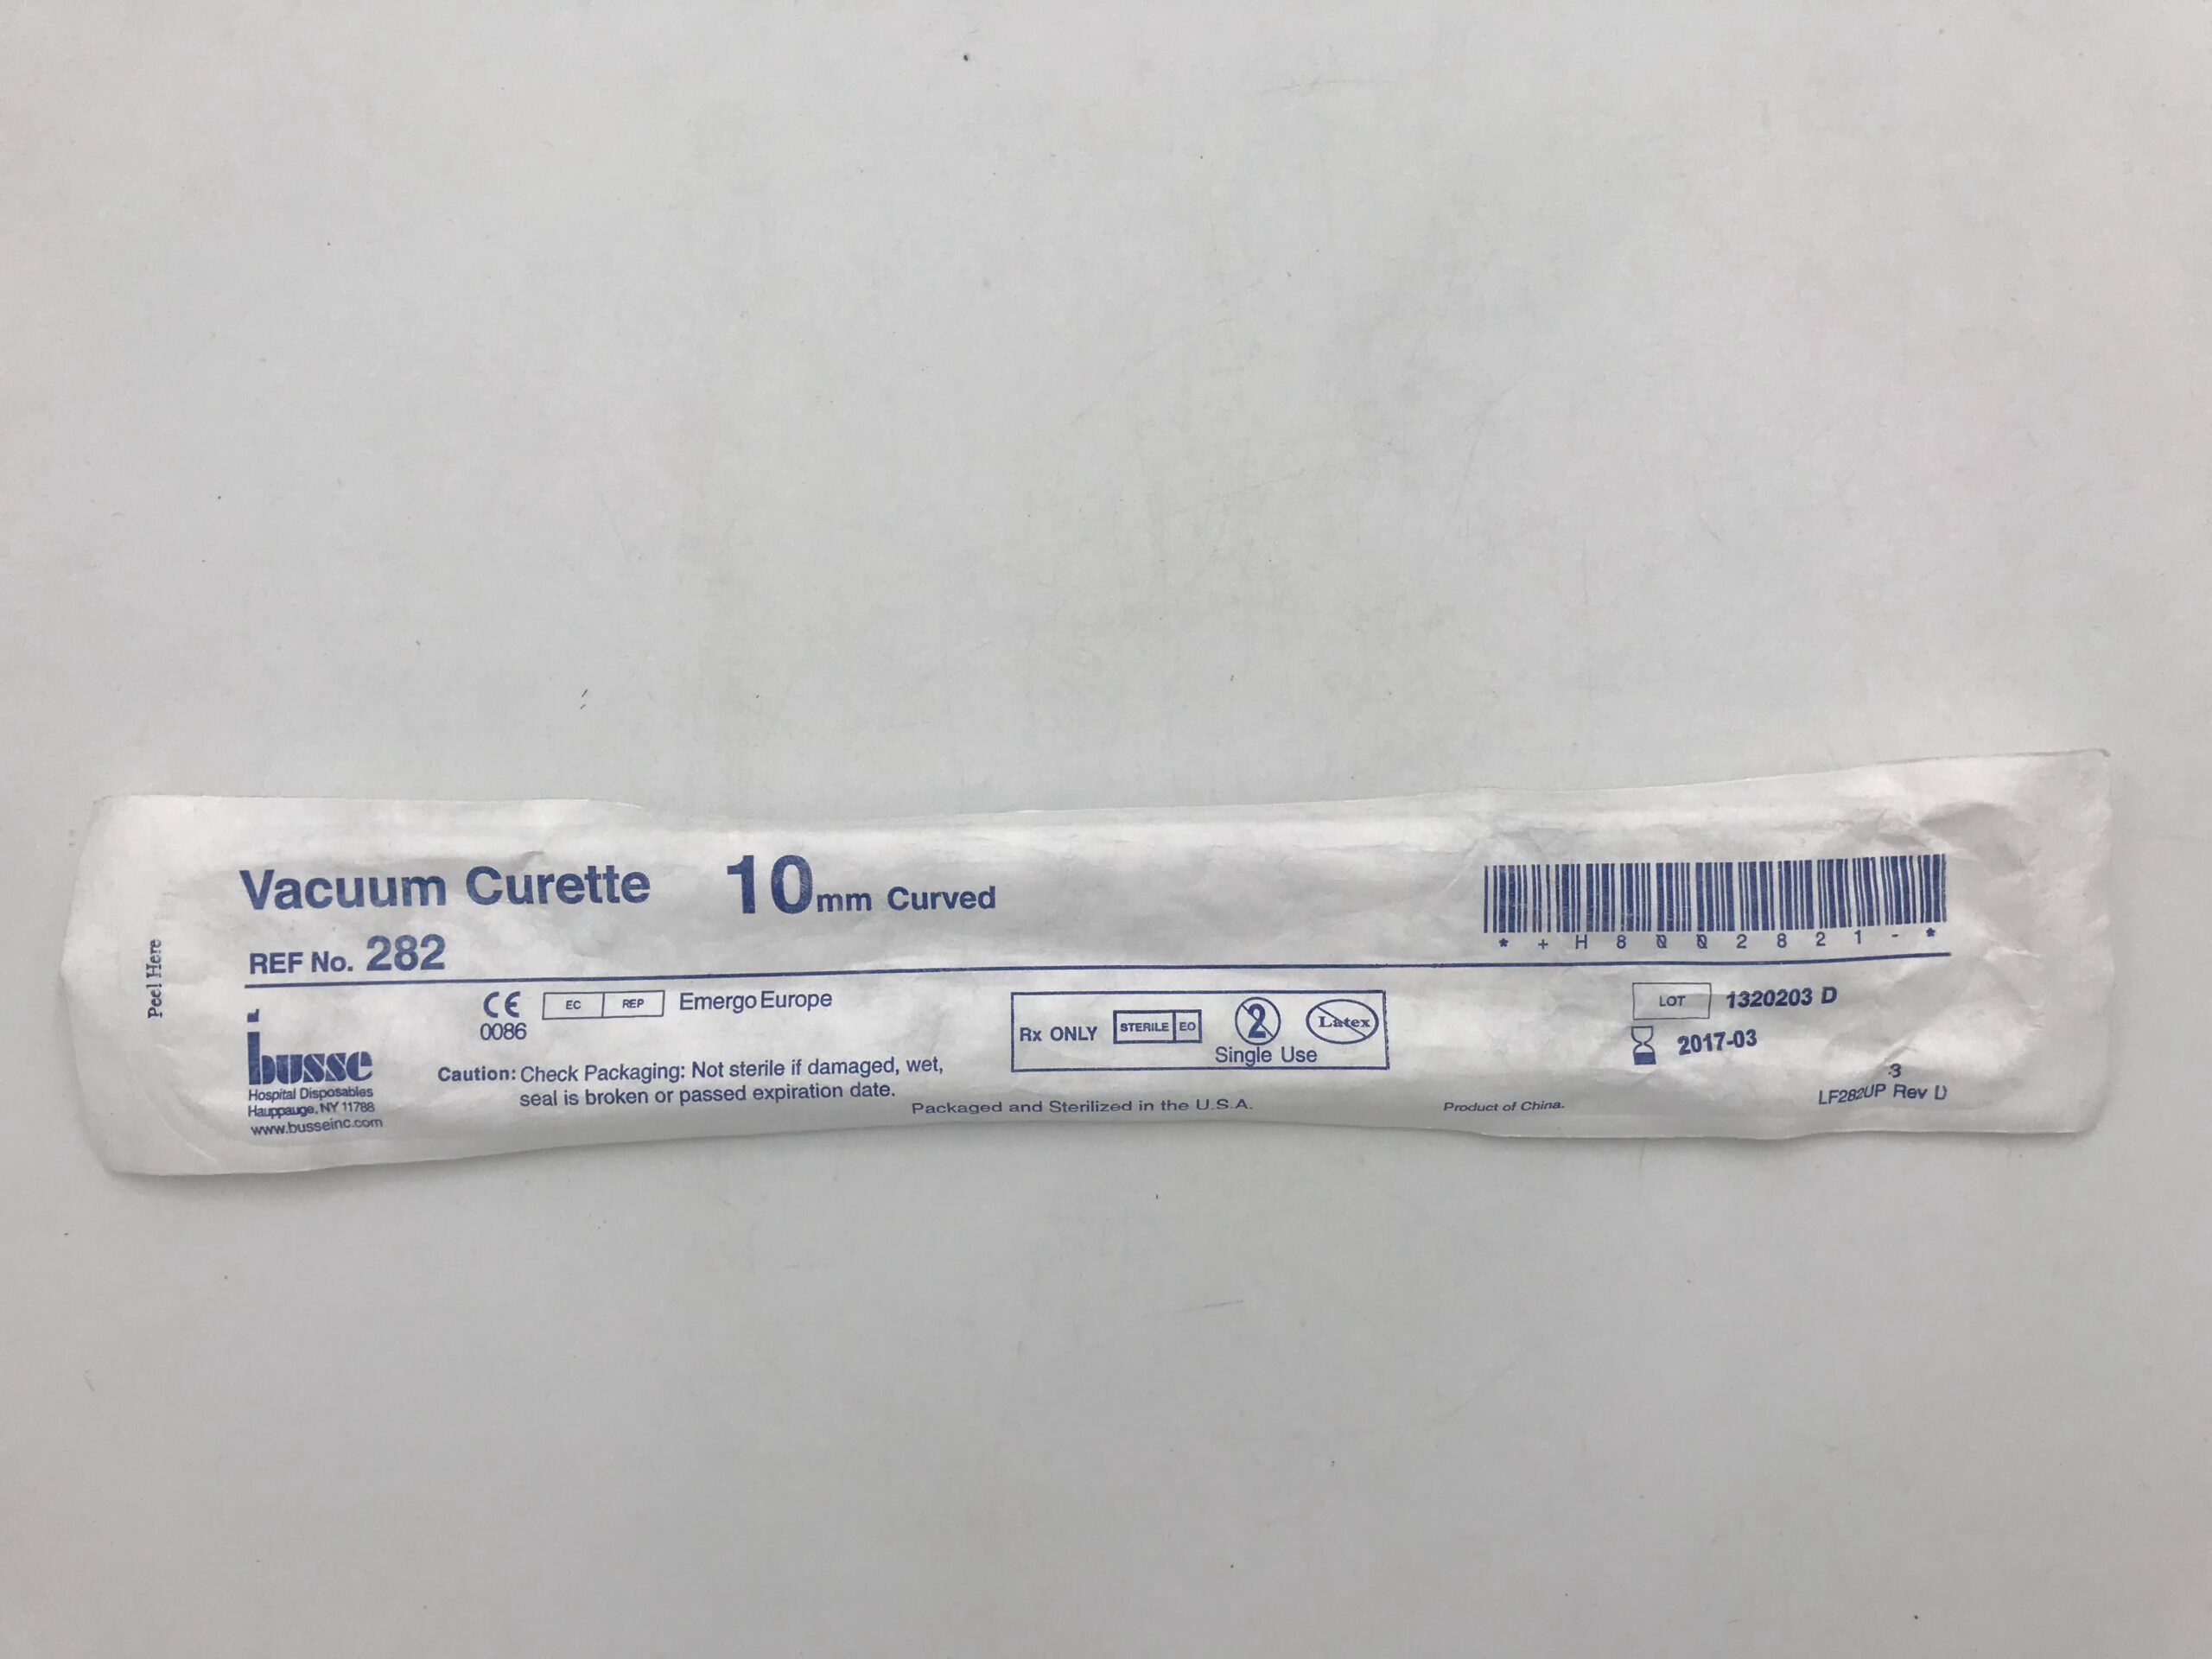 Vacuum Curette 10mm Curved
REF No. 282
*+H8002821-*
Peel Here
CE
0086
EC REP Emergo Europe
busse
Hospital Disposables
Hauppauge, NY 11788
www.busseinc.com
Caution: Check Packaging: Not sterile if damaged, wet,
seal is broken or passed expiration date.
Rx ONLY STERILE EO 2 Latex
Single Use
Packaged and Sterilized in the U.S.A.
Product of China.
LOT 1320203 D
2017-03
3
LF282UP Rev D